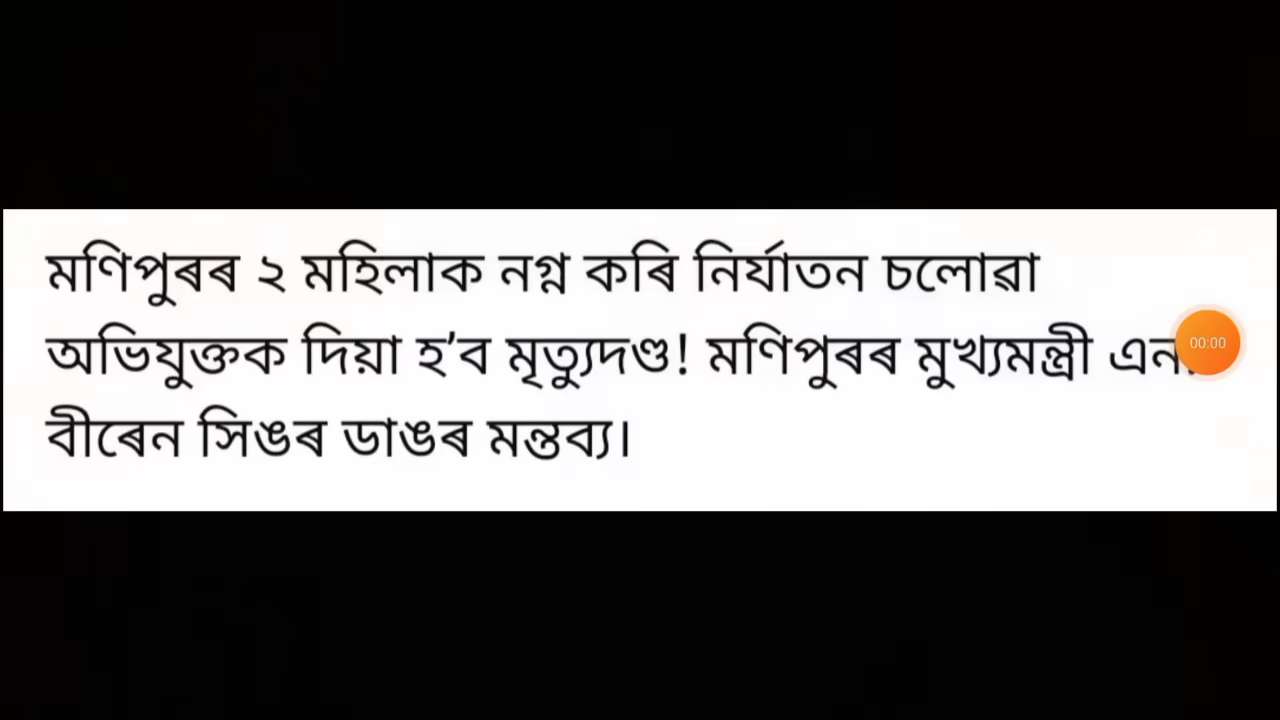 মণিপুৰৰ ২ মহিলাক নগ্ন কৰি নিৰ্যাতন চলোৱা
অভিযুক্তক দিয়া হ’ব মৃত্যুদণ্ড! মণিপুৰৰ মুখ্যমন্ত্ৰী এন.
বীৰেন সিঙৰ ডাঙৰ মন্তব্য।
00:00